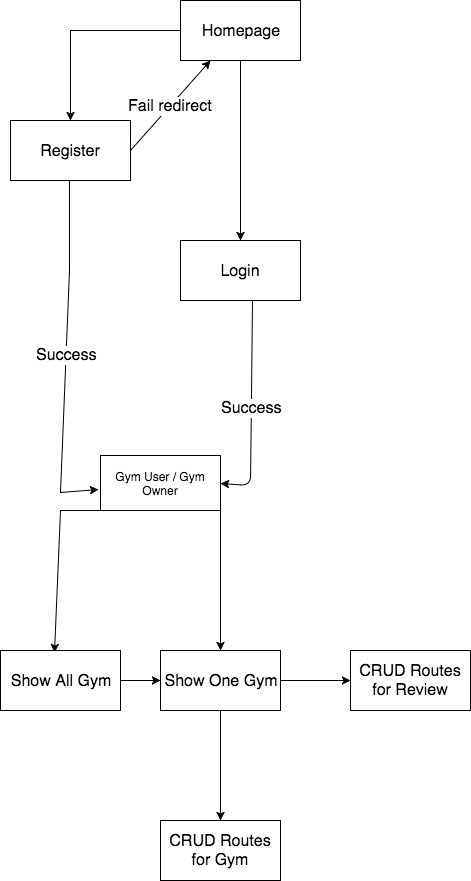 Homepage
Fail redirect
Register
Login
Success
Success
Gym User / Gym
Owner
Show All Gym
Show One Gym
CRUD Routes
for Review
CRUD Routes
for Gym